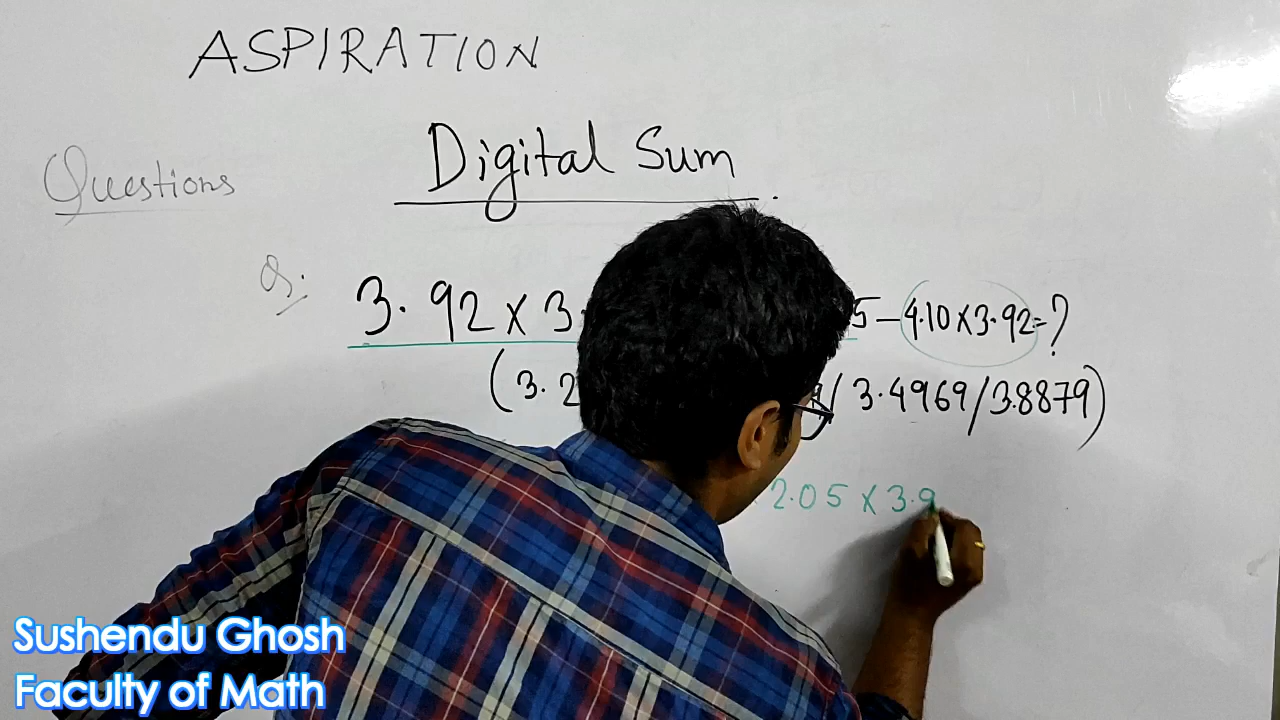 ASPIRATION
Digital Sum
Questions
Q.
3.92 × 3. 5 – 4.10 × 3.92 = ?
(3.2 9 / 3.4969 / 3.8879)
2.05 × 3.9
Sushendu Ghosh
Faculty of Math